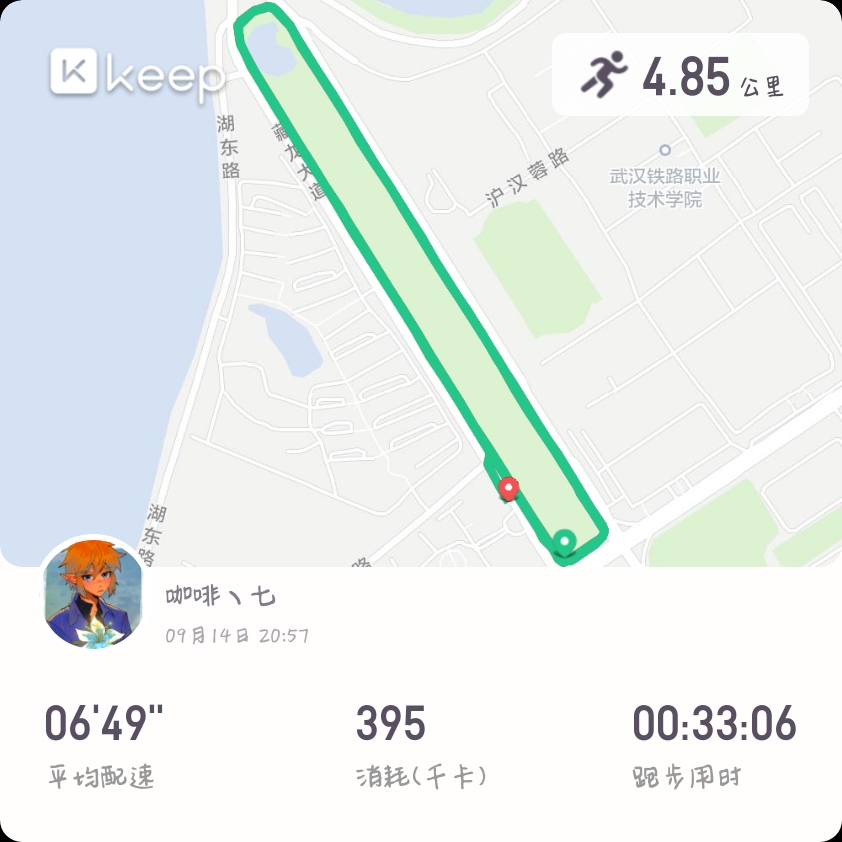 keep
4.85 公里
湖东路
藏龙大道
沪汉蓉路
武汉铁路职业
技术学院
湖东路
路
咖啡丶七
09月14日 20:57
06'49"
395
00:33:06
平均配速
消耗(千卡)
跑步用时